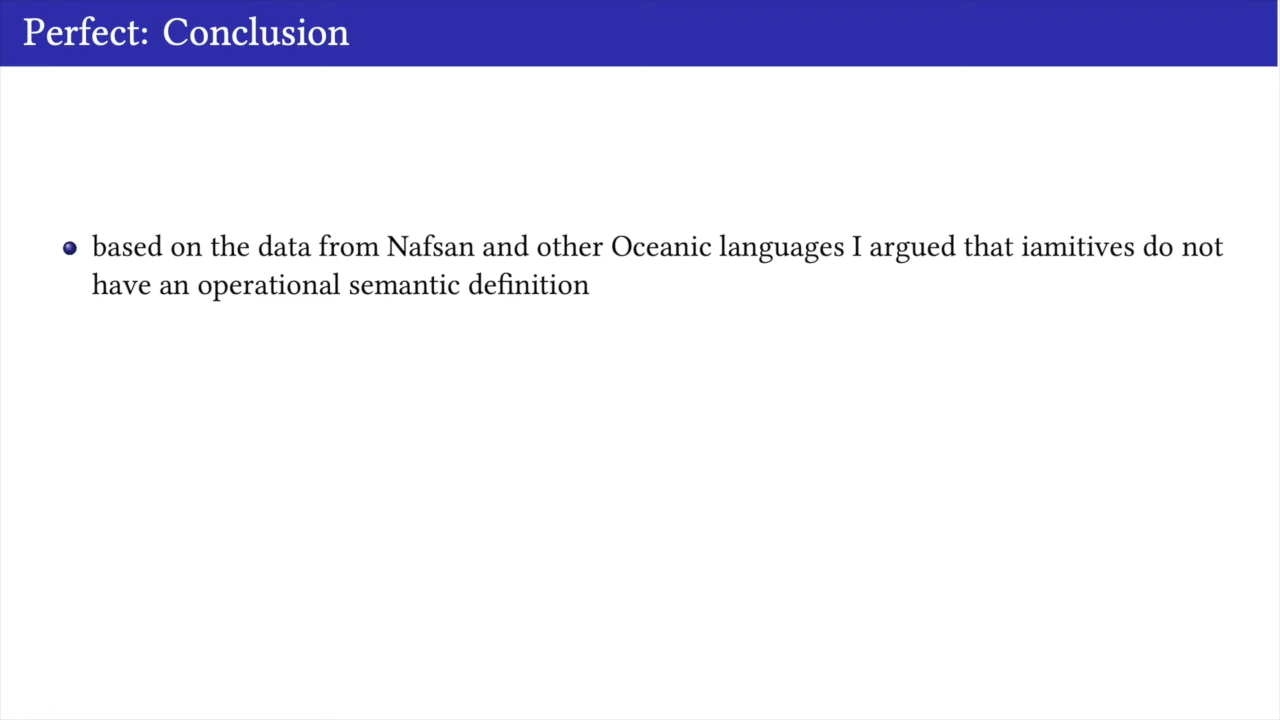 Perfect: Conclusion
based on the data from Nafsan and other Oceanic languages I argued that iamitives do not
have an operational semantic definition